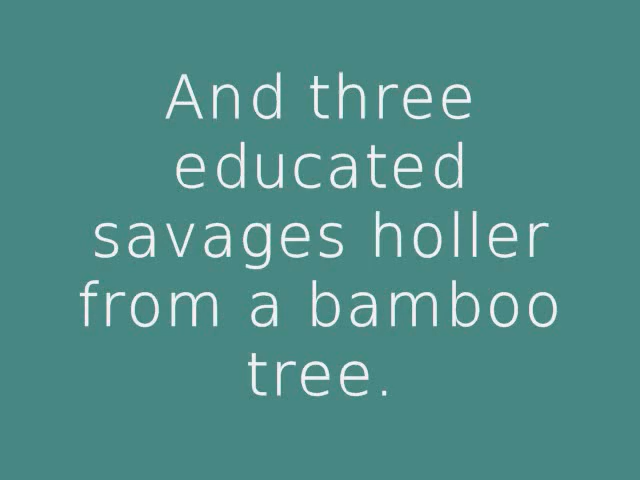 And three
educated
savages holler
from a bamboo
tree.